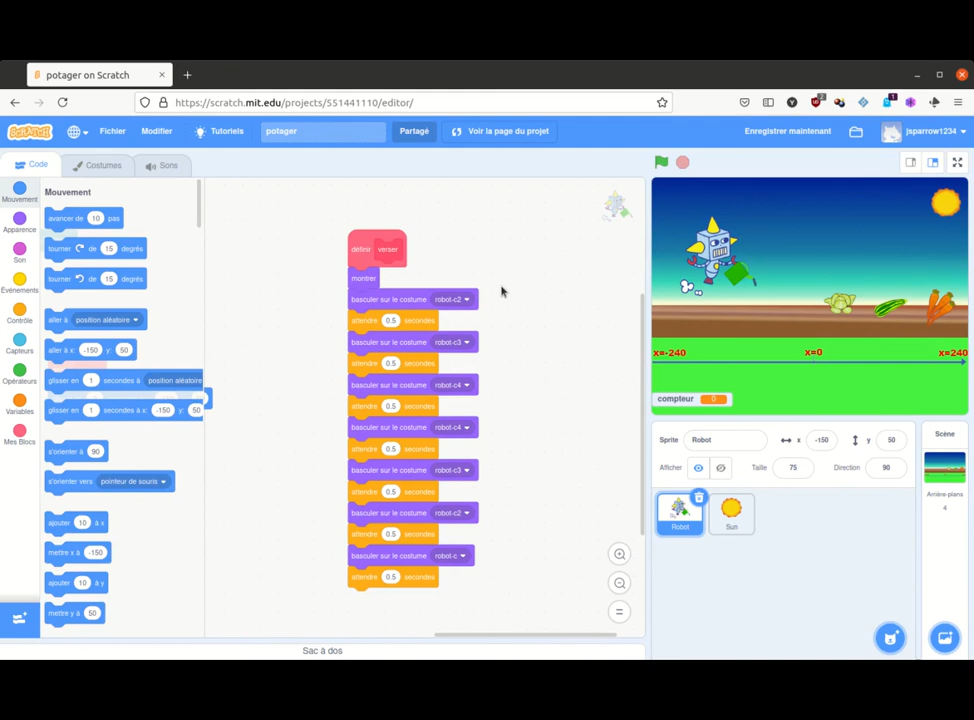 potager on Scratch
https://scratch.mit.edu/projects/551441110/editor/
2
1
SCRATCH
Fichier
Modifier
Tutoriels
potager
Partagé
Voir la page du projet
Enregistrer maintenant
jsparrow1234
Code
Costumes
Sons
Mouvement
Apparence
Son
Événements
Contrôle
Capteurs
Opérateurs
Variables
Mes Blocs
Mouvement
avancer de 10 pas
tourner de 15 degrés
tourner de 15 degrés
aller à position aléatoire
aller à x: -150 y: 50
glisser en 1 secondes à position aléatoire
glisser en 1 secondes à x: -150 y: 50
s'orienter à 90
s'orienter vers pointeur de souris
ajouter 10 à x
mettre x à -150
ajouter 10 à y
mettre y à 50
définir verser
montrer
basculer sur le costume robot-c2
attendre 0.5 secondes
basculer sur le costume robot-c3
attendre 0.5 secondes
basculer sur le costume robot-c4
attendre 0.5 secondes
basculer sur le costume robot-c4
attendre 0.5 secondes
basculer sur le costume robot-c3
attendre 0.5 secondes
basculer sur le costume robot-c2
attendre 0.5 secondes
basculer sur le costume robot-c
attendre 0.5 secondes
Sac à dos
x=-240
x=0
x=240
compteur 0
Sprite Robot x -150 y 50
Afficher Taille 75 Direction 90
Robot
Sun
Scène
Arrière-plans
4